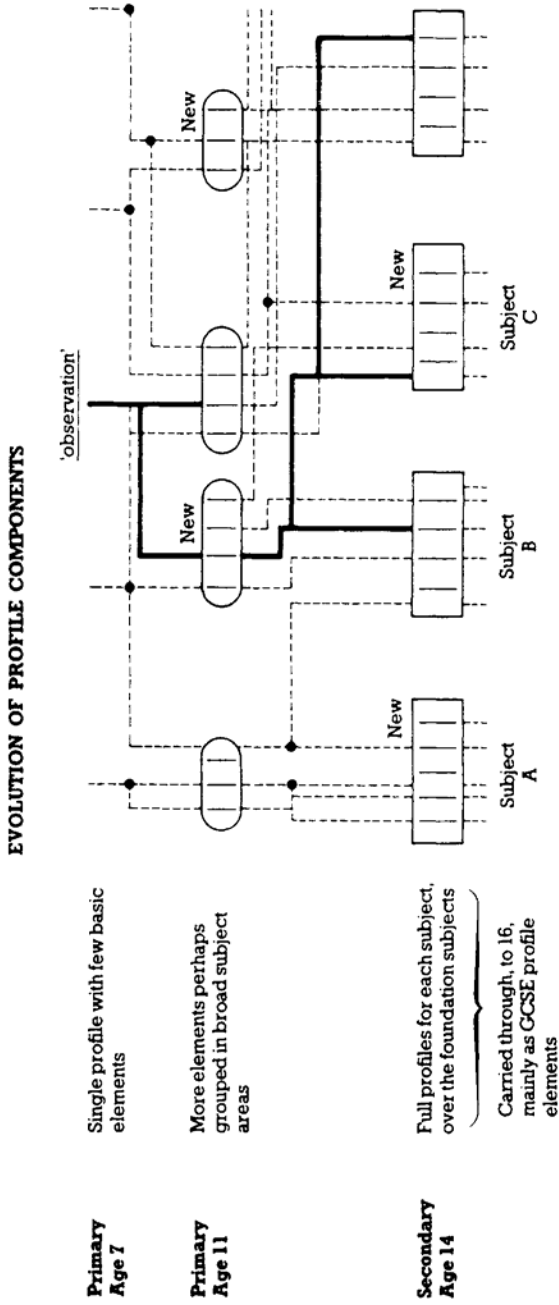 EVOLUTION OF PROFILE COMPONENTS
Primary
Age 7
Single profile with few basic
elements
'observation'
Primary
Age 11
More elements perhaps
grouped in broad subject
areas
New
New
Secondary
Age 14
Full profiles for each subject,
over the foundation subjects
Carried through, to 16,
mainly as GCSE profile
elements
New
New
Subject
A
Subject
B
Subject
C